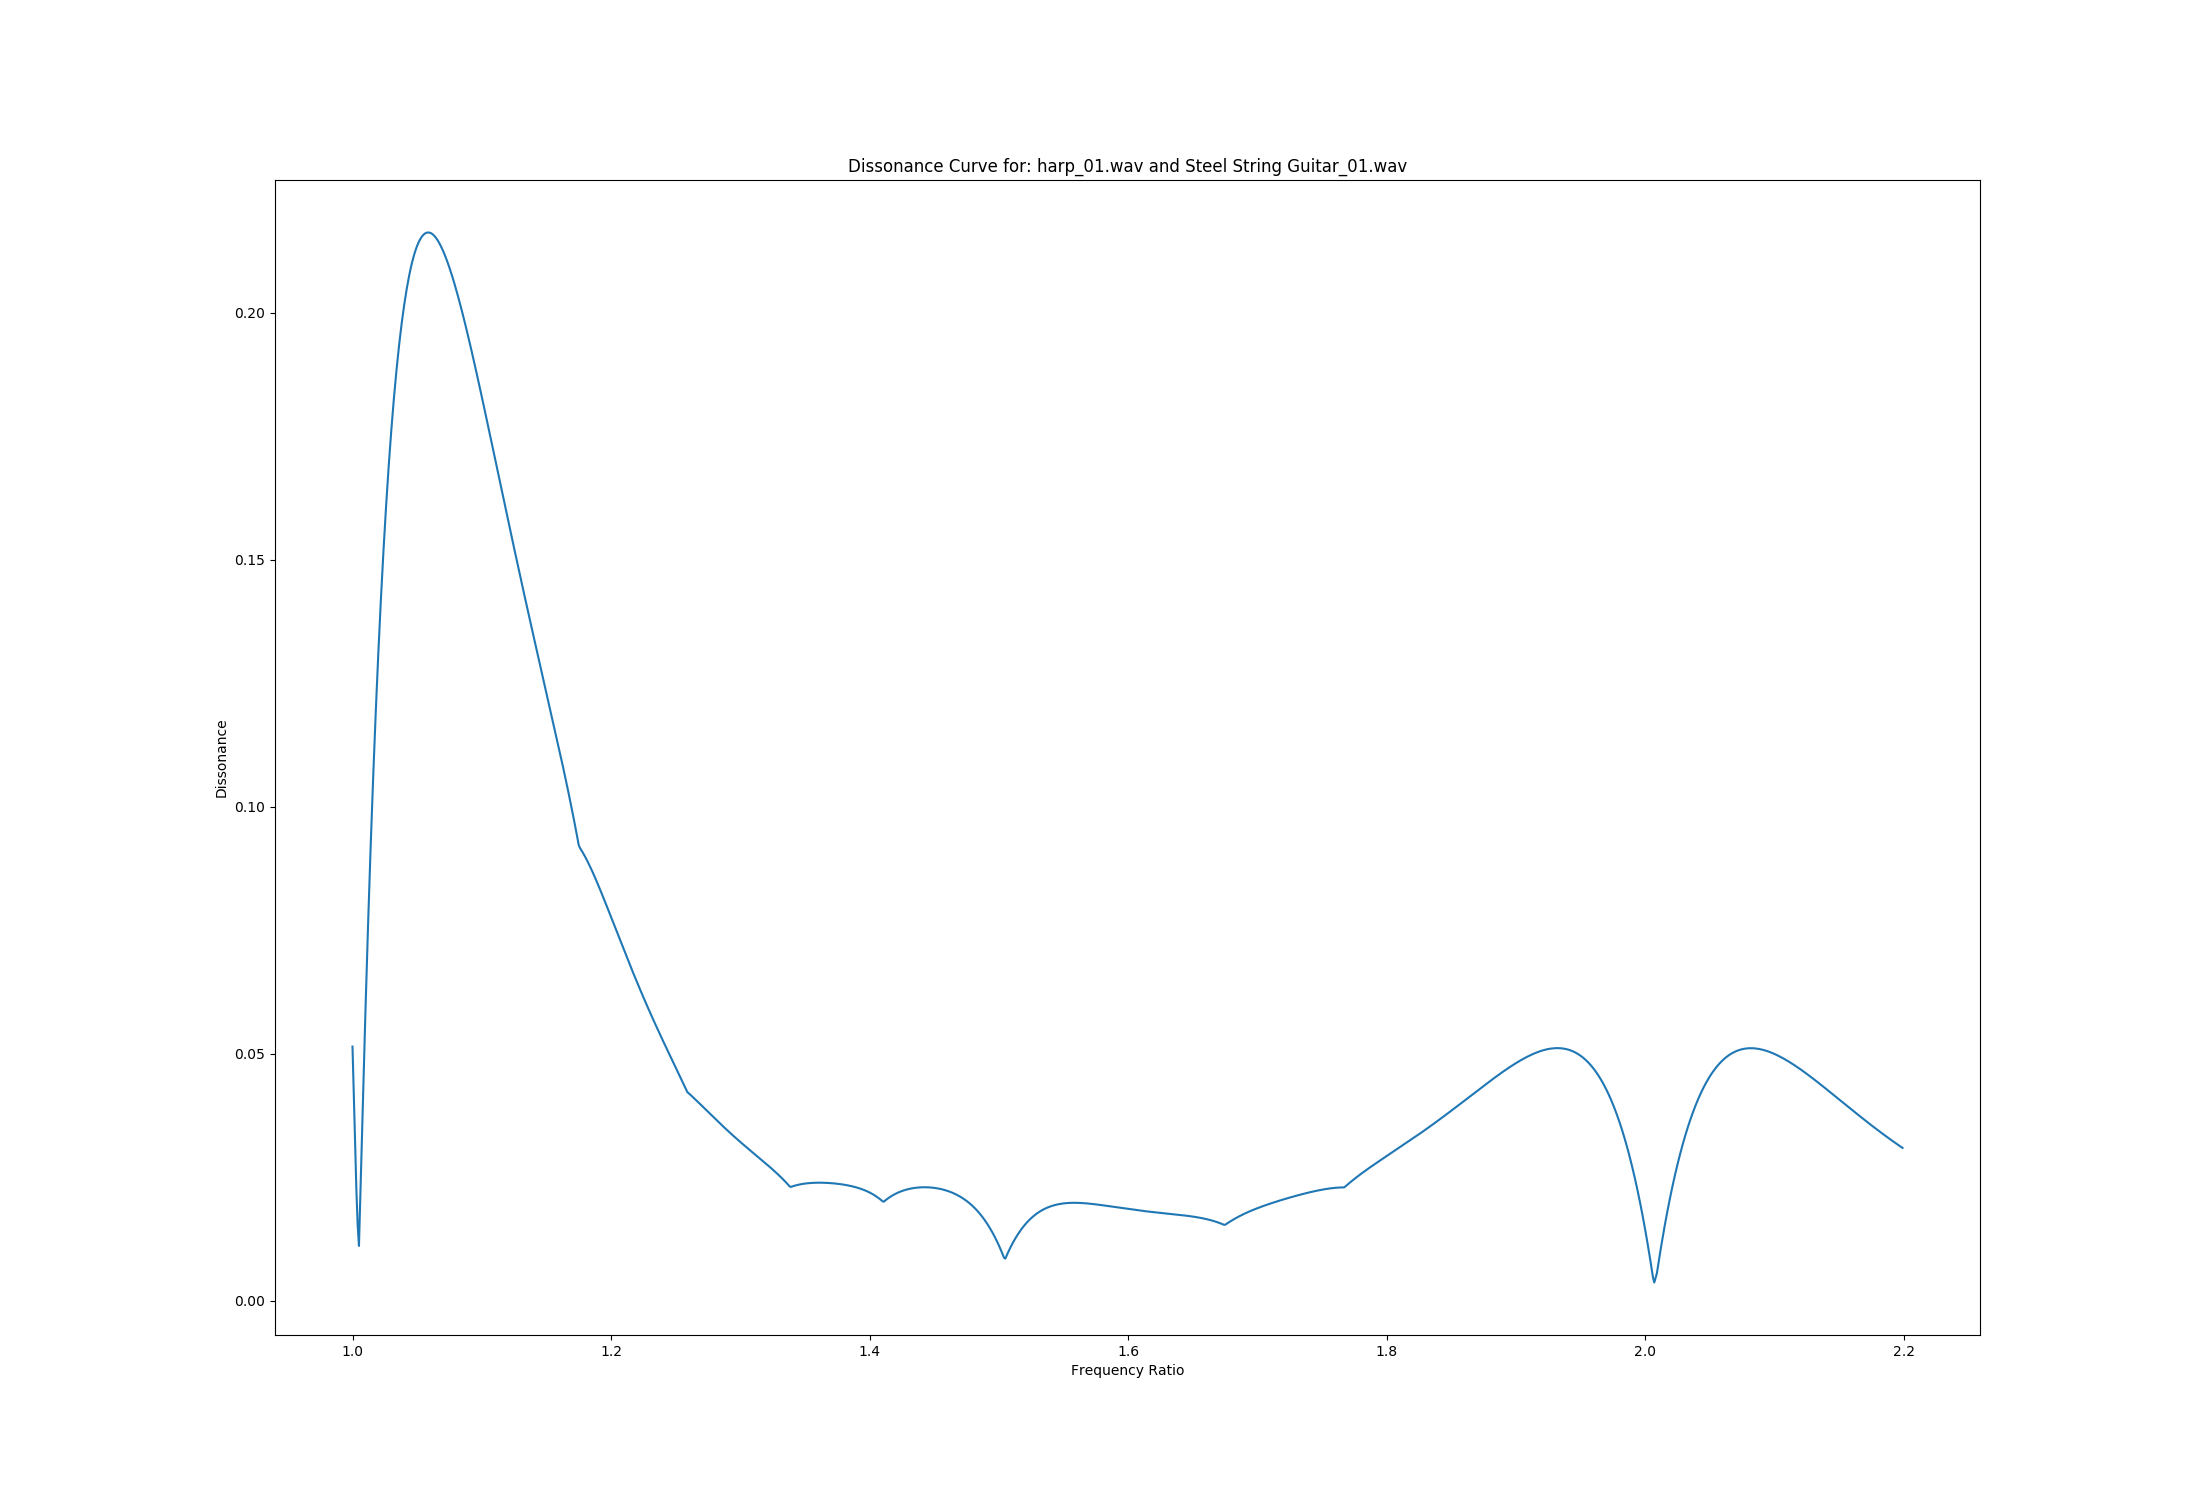 Dissonance Curve for: harp_01.wav and Steel String Guitar_01.wav
0.20
0.15
0.10
0.05
0.00
Dissonance
1.0 1.2 1.4 1.6 1.8 2.0 2.2
Frequency Ratio